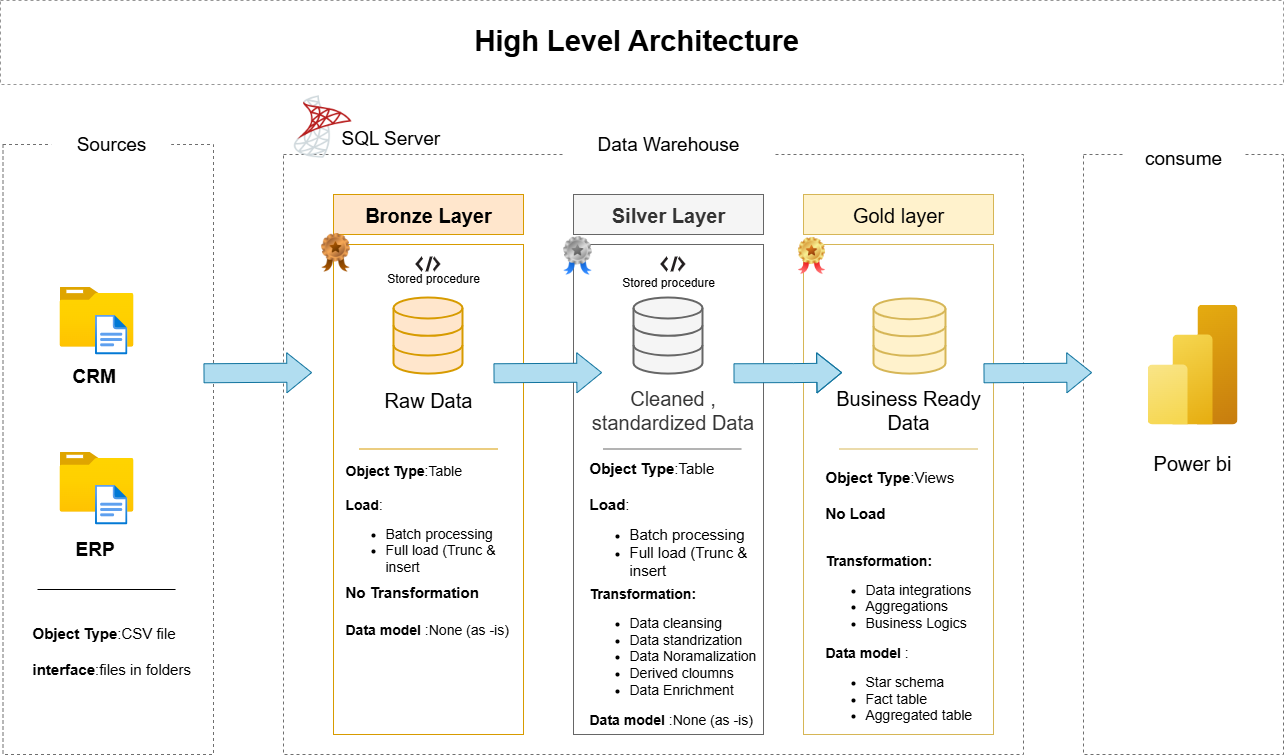 High Level Architecture
Sources
CRM
ERP
Object Type:CSV file
interface:files in folders
SQL Server
Data Warehouse
Bronze Layer
</>
Stored procedure
Raw Data
Object Type:Table
Load:
• Batch processing
• Full load (Trunc &
insert
No Transformation
Data model :None (as -is)
Silver Layer
</>
Stored procedure
Cleaned ,
standardized Data
Object Type:Table
Load:
• Batch processing
• Full load (Trunc &
insert
Transformation:
• Data cleansing
• Data standrization
• Data Noramalization
• Derived cloumns
• Data Enrichment
Data model :None (as -is)
Gold layer
Business Ready
Data
Object Type:Views
No Load
Transformation:
• Data integrations
• Aggregations
• Business Logics
Data model :
• Star schema
• Fact table
• Aggregated table
consume
Power bi